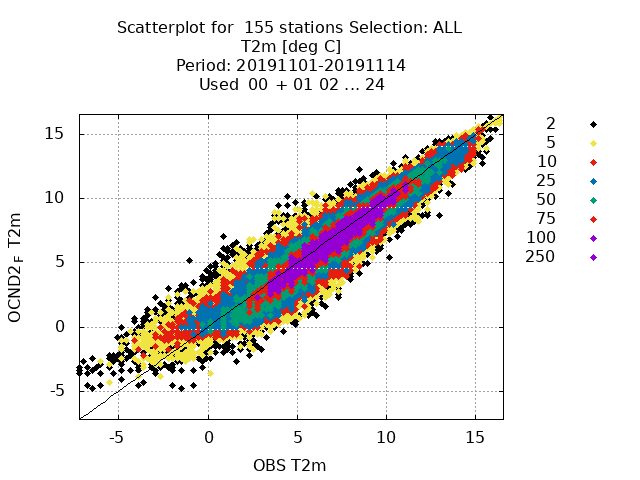 Scatterplot for  155 stations Selection: ALL
T2m [deg C]
Period: 20191101-20191114
Used  00 + 01 02 ... 24
2
5
10
25
50
75
100
250
15
10
5
0
-5
OCND2_F T2m
-5 0 5 10 15
OBS T2m